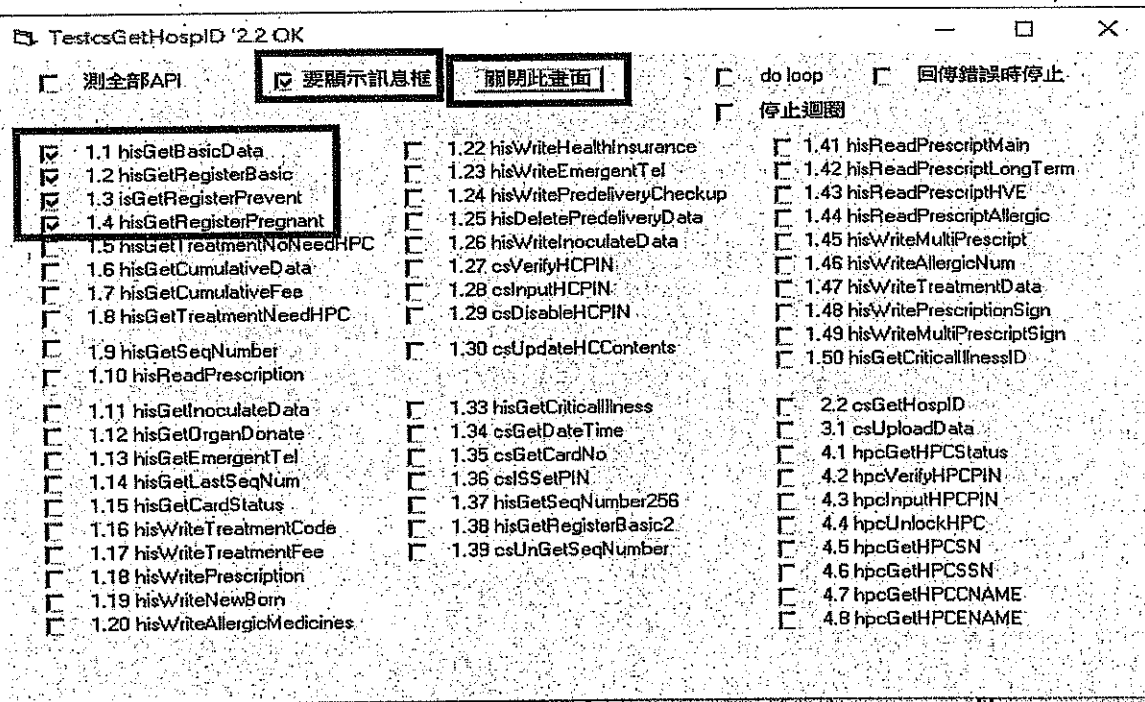 TestcsGetHospID '2.2 OK
測全部API
要顯示訊息框
關閉此畫面
do loop
回傳錯誤時停止
停止迴圈
1.1 hisGetBasicData
1.2 hisGetRegisterBasic
1.3 isGetRegisterPrevent
1.4 hisGetRegisterPregnant
1.5 hisGetTreatmentNoNeedHPC
1.6 hisGetCumulativeData
1.7 hisGetCumulativeFee
1.8 hisGetTreatmentNeedHPC
1.9 hisGetSeqNumber
1.10 hisReadPrescription
1.11 hisGetInoculateData
1.12 hisGetOrganDonate
1.13 hisGetEmergentTel
1.14 hisGetLastSeqNum
1.15 hisGetCardStatus
1.16 hisWriteTreatmentCode
1.17 hisWriteTreatmentFee
1.18 hisWritePrescription
1.19 hisWriteNewBorn
1.20 hisWriteAllergicMedicines
1.22 hisWriteHealthInsurance
1.23 hisWriteEmergentTel
1.24 hisWritePredeliveryCheckup
1.25 hisDeletePredeliveryData
1.26 hisWriteInoculateData
1.27 csVerifyHCPIN
1.28 csInputHCPIN
1.29 csDisableHCPIN
1.30 csUpdateHCContents
1.33 hisGetCriticalIllness
1.34 csGetDateTime
1.35 csGetCardNo
1.36 csISSetPIN
1.37 hisGetSeqNumber256
1.38 hisGetRegisterBasic2
1.39 csUnGetSeqNumber
1.41 hisReadPrescriptMain
1.42 hisReadPrescriptLongTerm
1.43 hisReadPrescriptHVE
1.44 hisReadPrescriptAllergic
1.45 hisWriteMultiPrescript
1.46 hisWriteAllergicNum
1.47 hisWriteTreatmentData
1.48 hisWritePrescriptionSign
1.49 hisWriteMultiPrescriptSign
1.50 hisGetCriticalIllnessID
2.2 csGetHospID
3.1 csUploadData
4.1 hpcGetHPCStatus
4.2 hpcVerifyHPCPIN
4.3 hpcInputHPCPIN
4.4 hpcUnlockHPC
4.5 hpcGetHPCSN
4.6 hpcGetHPCSSN
4.7 hpcGetHPCCNAME
4.8 hpcGetHPCENAME